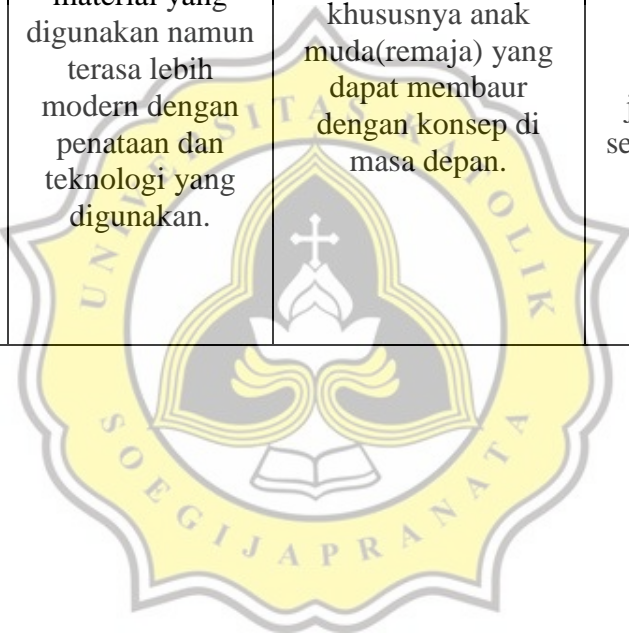 material yang
digunakan namun
terasa lebih
modern dengan
penataan dan
teknologi yang
digunakan.
khususnya anak
muda(remaja) yang
dapat membaur
dengan konsep di
masa depan.
UNIVERSITAS KATOLIK
SOEGIJAPRANATA